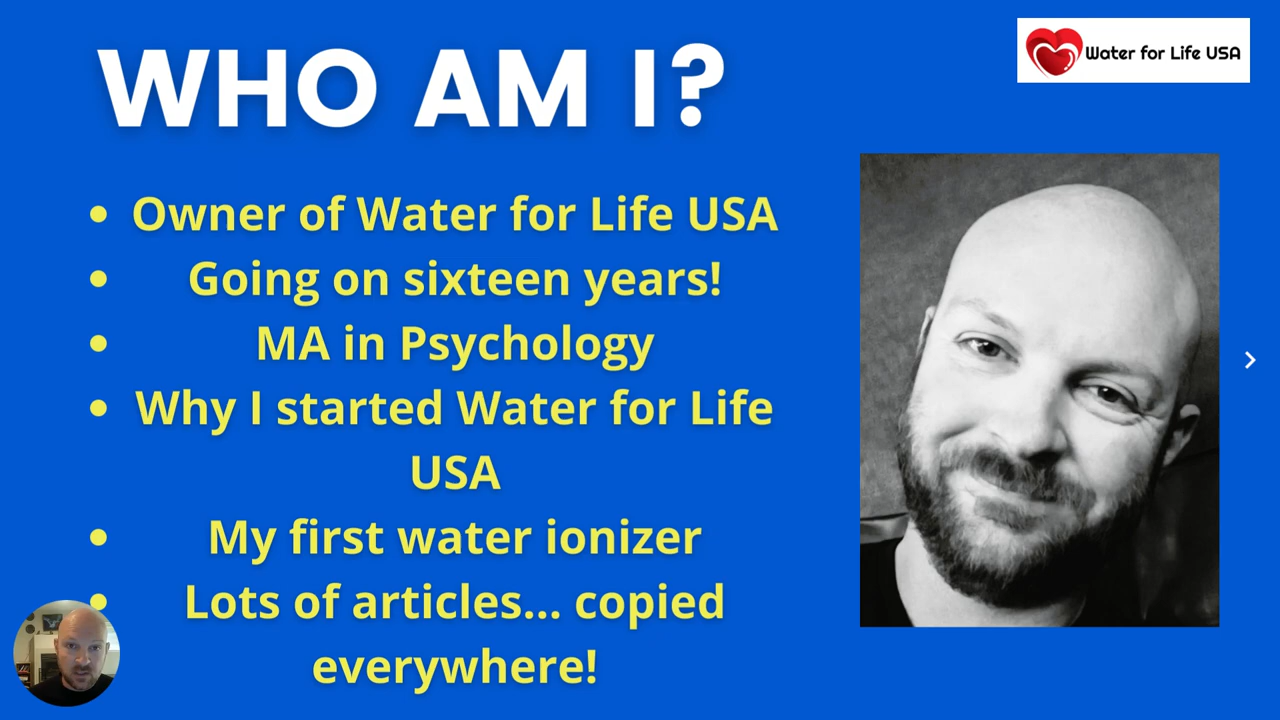 WHO AM I?
Water for Life USA
Owner of Water for Life USA
Going on sixteen years!
MA in Psychology
Why I started Water for Life
USA
My first water ionizer
Lots of articles... copied
everywhere!